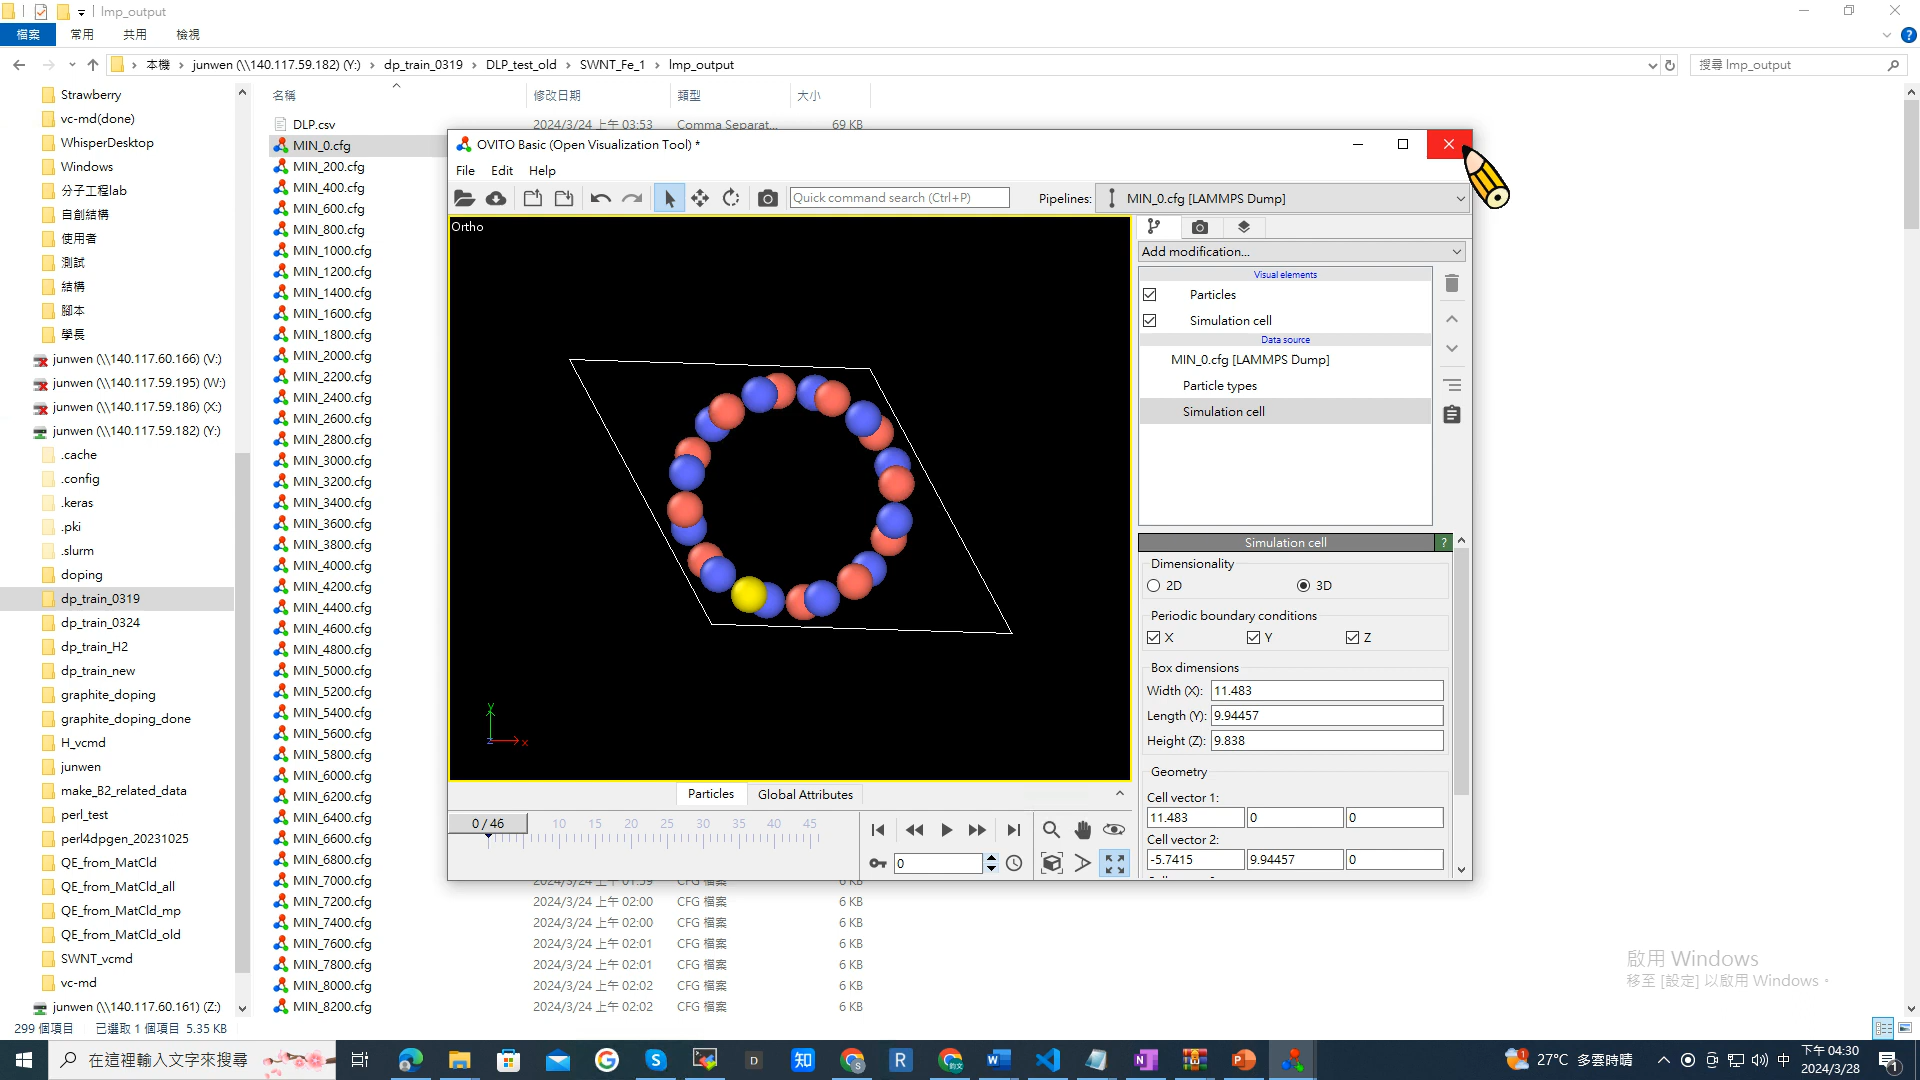 lmp_output
檔案
常用
共用
檢視
本機 › junwen (\\140.117.59.182) (Y:) › dp_train_0319 › DLP_test_old › SWNT_Fe_1 › lmp_output
搜尋 lmp_output
Strawberry
vc-md(done)
WhisperDesktop
Windows
分子工程lab
自創結構
使用者
測試
結構
腳本
學長
junwen (\\140.117.60.166) (V:)
junwen (\\140.117.59.195) (W:)
junwen (\\140.117.59.186) (X:)
junwen (\\140.117.59.182) (Y:)
.cache
.config
.keras
.pki
.slurm
doping
dp_train_0319
dp_train_0324
dp_train_H2
dp_train_new
graphite_doping
graphite_doping_done
H_vcmd
junwen
make_B2_related_data
perl_test
perl4dpgen_20231025
QE_from_MatCld
QE_from_MatCld_all
QE_from_MatCld_mp
QE_from_MatCld_old
SWNT_vcmd
vc-md
junwen (\\140.117.60.161) (Z:)
名稱 修改日期 類型 大小
DLP.csv 2024/3/24 上午 03:53 Comma Separat... 69 KB
MIN_0.cfg
MIN_200.cfg
MIN_400.cfg
MIN_600.cfg
MIN_800.cfg
MIN_1000.cfg
MIN_1200.cfg
MIN_1400.cfg
MIN_1600.cfg
MIN_1800.cfg
MIN_2000.cfg
MIN_2200.cfg
MIN_2400.cfg
MIN_2600.cfg
MIN_2800.cfg
MIN_3000.cfg
MIN_3200.cfg
MIN_3400.cfg
MIN_3600.cfg
MIN_3800.cfg
MIN_4000.cfg
MIN_4200.cfg
MIN_4400.cfg
MIN_4600.cfg
MIN_4800.cfg
MIN_5000.cfg
MIN_5200.cfg
MIN_5400.cfg
MIN_5600.cfg
MIN_5800.cfg
MIN_6000.cfg
MIN_6200.cfg
MIN_6400.cfg
MIN_6600.cfg
MIN_6800.cfg
MIN_7000.cfg 2024/3/24 上午 01:59 CFG 檔案 6 KB
MIN_7200.cfg 2024/3/24 上午 02:00 CFG 檔案 6 KB
MIN_7400.cfg 2024/3/24 上午 02:00 CFG 檔案 6 KB
MIN_7600.cfg 2024/3/24 上午 02:01 CFG 檔案 6 KB
MIN_7800.cfg 2024/3/24 上午 02:01 CFG 檔案 6 KB
MIN_8000.cfg 2024/3/24 上午 02:02 CFG 檔案 6 KB
MIN_8200.cfg 2024/3/24 上午 02:02 CFG 檔案 6 KB
OVITO Basic (Open Visualization Tool) *
File Edit Help
Quick command search (Ctrl+P)
Pipelines: MIN_0.cfg [LAMMPS Dump]
Ortho
y
z x
Add modification...
Visual elements
Particles
Simulation cell
Data source
MIN_0.cfg [LAMMPS Dump]
Particle types
Simulation cell
Simulation cell ?
Dimensionality
2D 3D
Periodic boundary conditions
X Y Z
Box dimensions
Width (X): 11.483
Length (Y): 9.94457
Height (Z): 9.838
Geometry
Cell vector 1:
11.483 0 0
Cell vector 2:
-5.7415 9.94457 0
Particles Global Attributes
0 / 46 10 15 20 25 30 35 40 45
0
啟用 Windows
移至 [設定] 以啟用 Windows。
299 個項目 已選取 1 個項目 5.35 KB
在這裡輸入文字來搜尋
27°C 多雲時晴
中
下午 04:30
2024/3/28
1